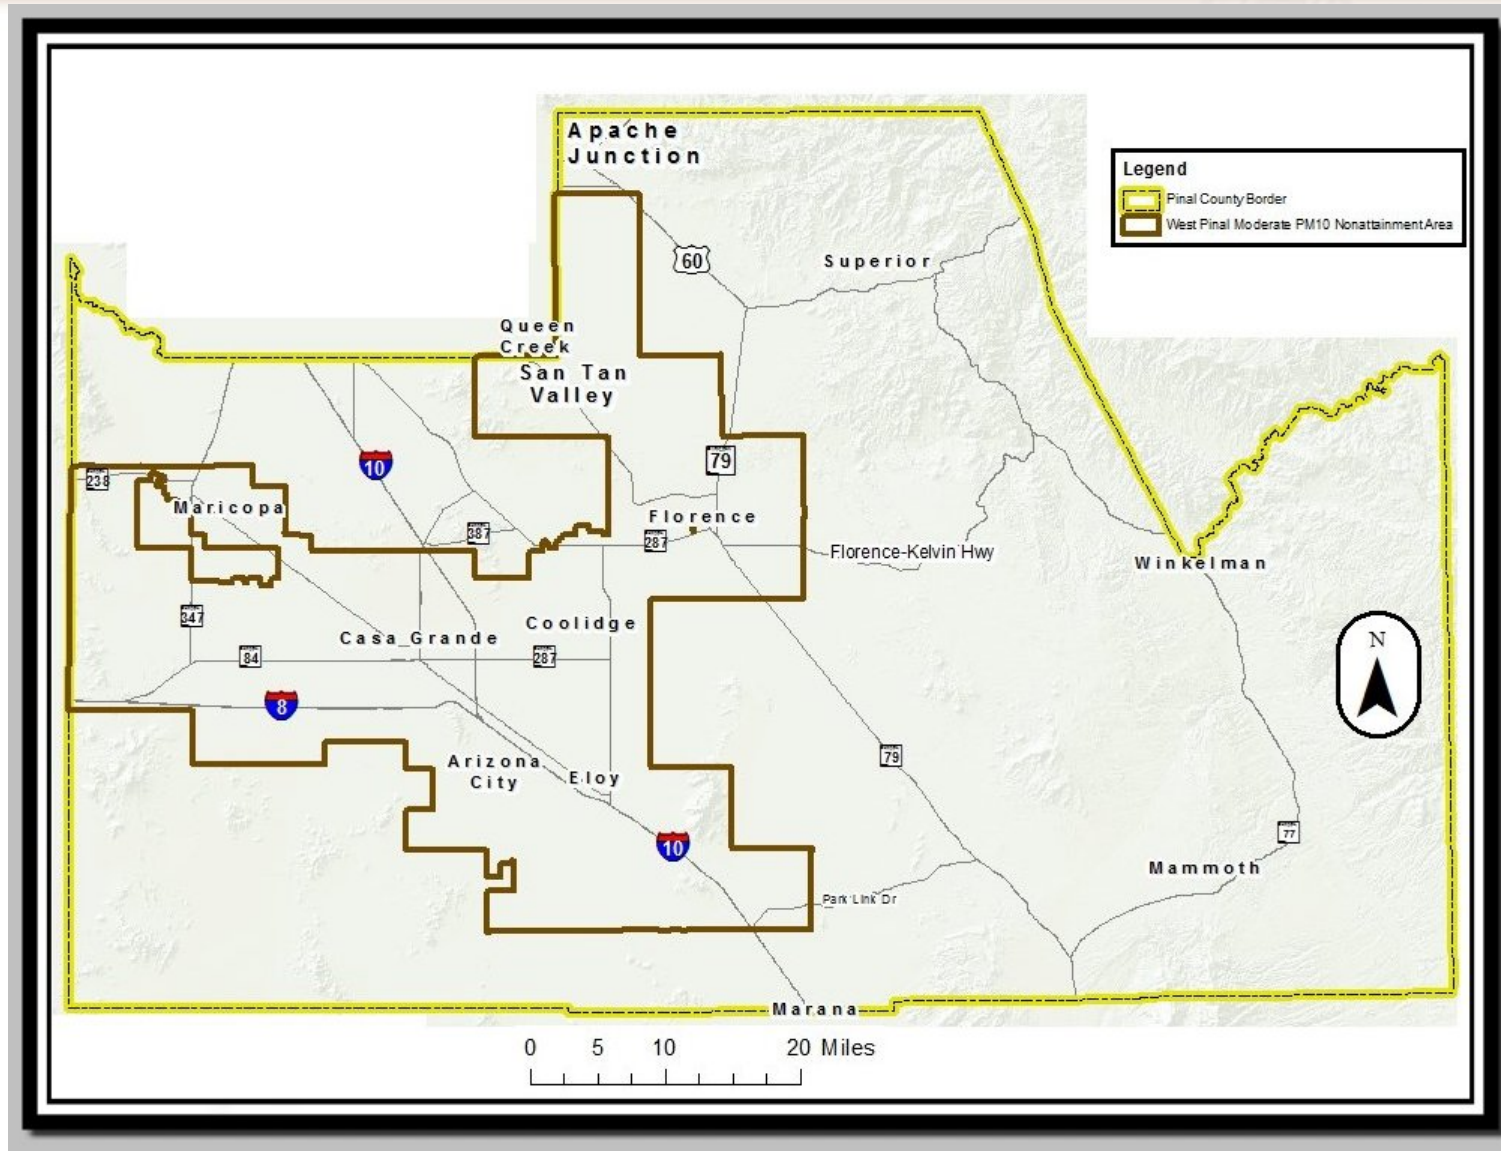 Apache
Junction
Legend
Pinal County Border
West Pinal Moderate PM10 Nonattainment Area
60
Superior
Queen
Creek
San Tan
Valley
10
79
238
Maricopa
387
Florence
287
Florence-Kelvin Hwy
Winkelman
347
Coolidge
Casa Grande
84
287
N
8
79
Arizona
City
Eloy
10
77
Mammoth
Park Link Dr
Marana
0 5 10 20 Miles